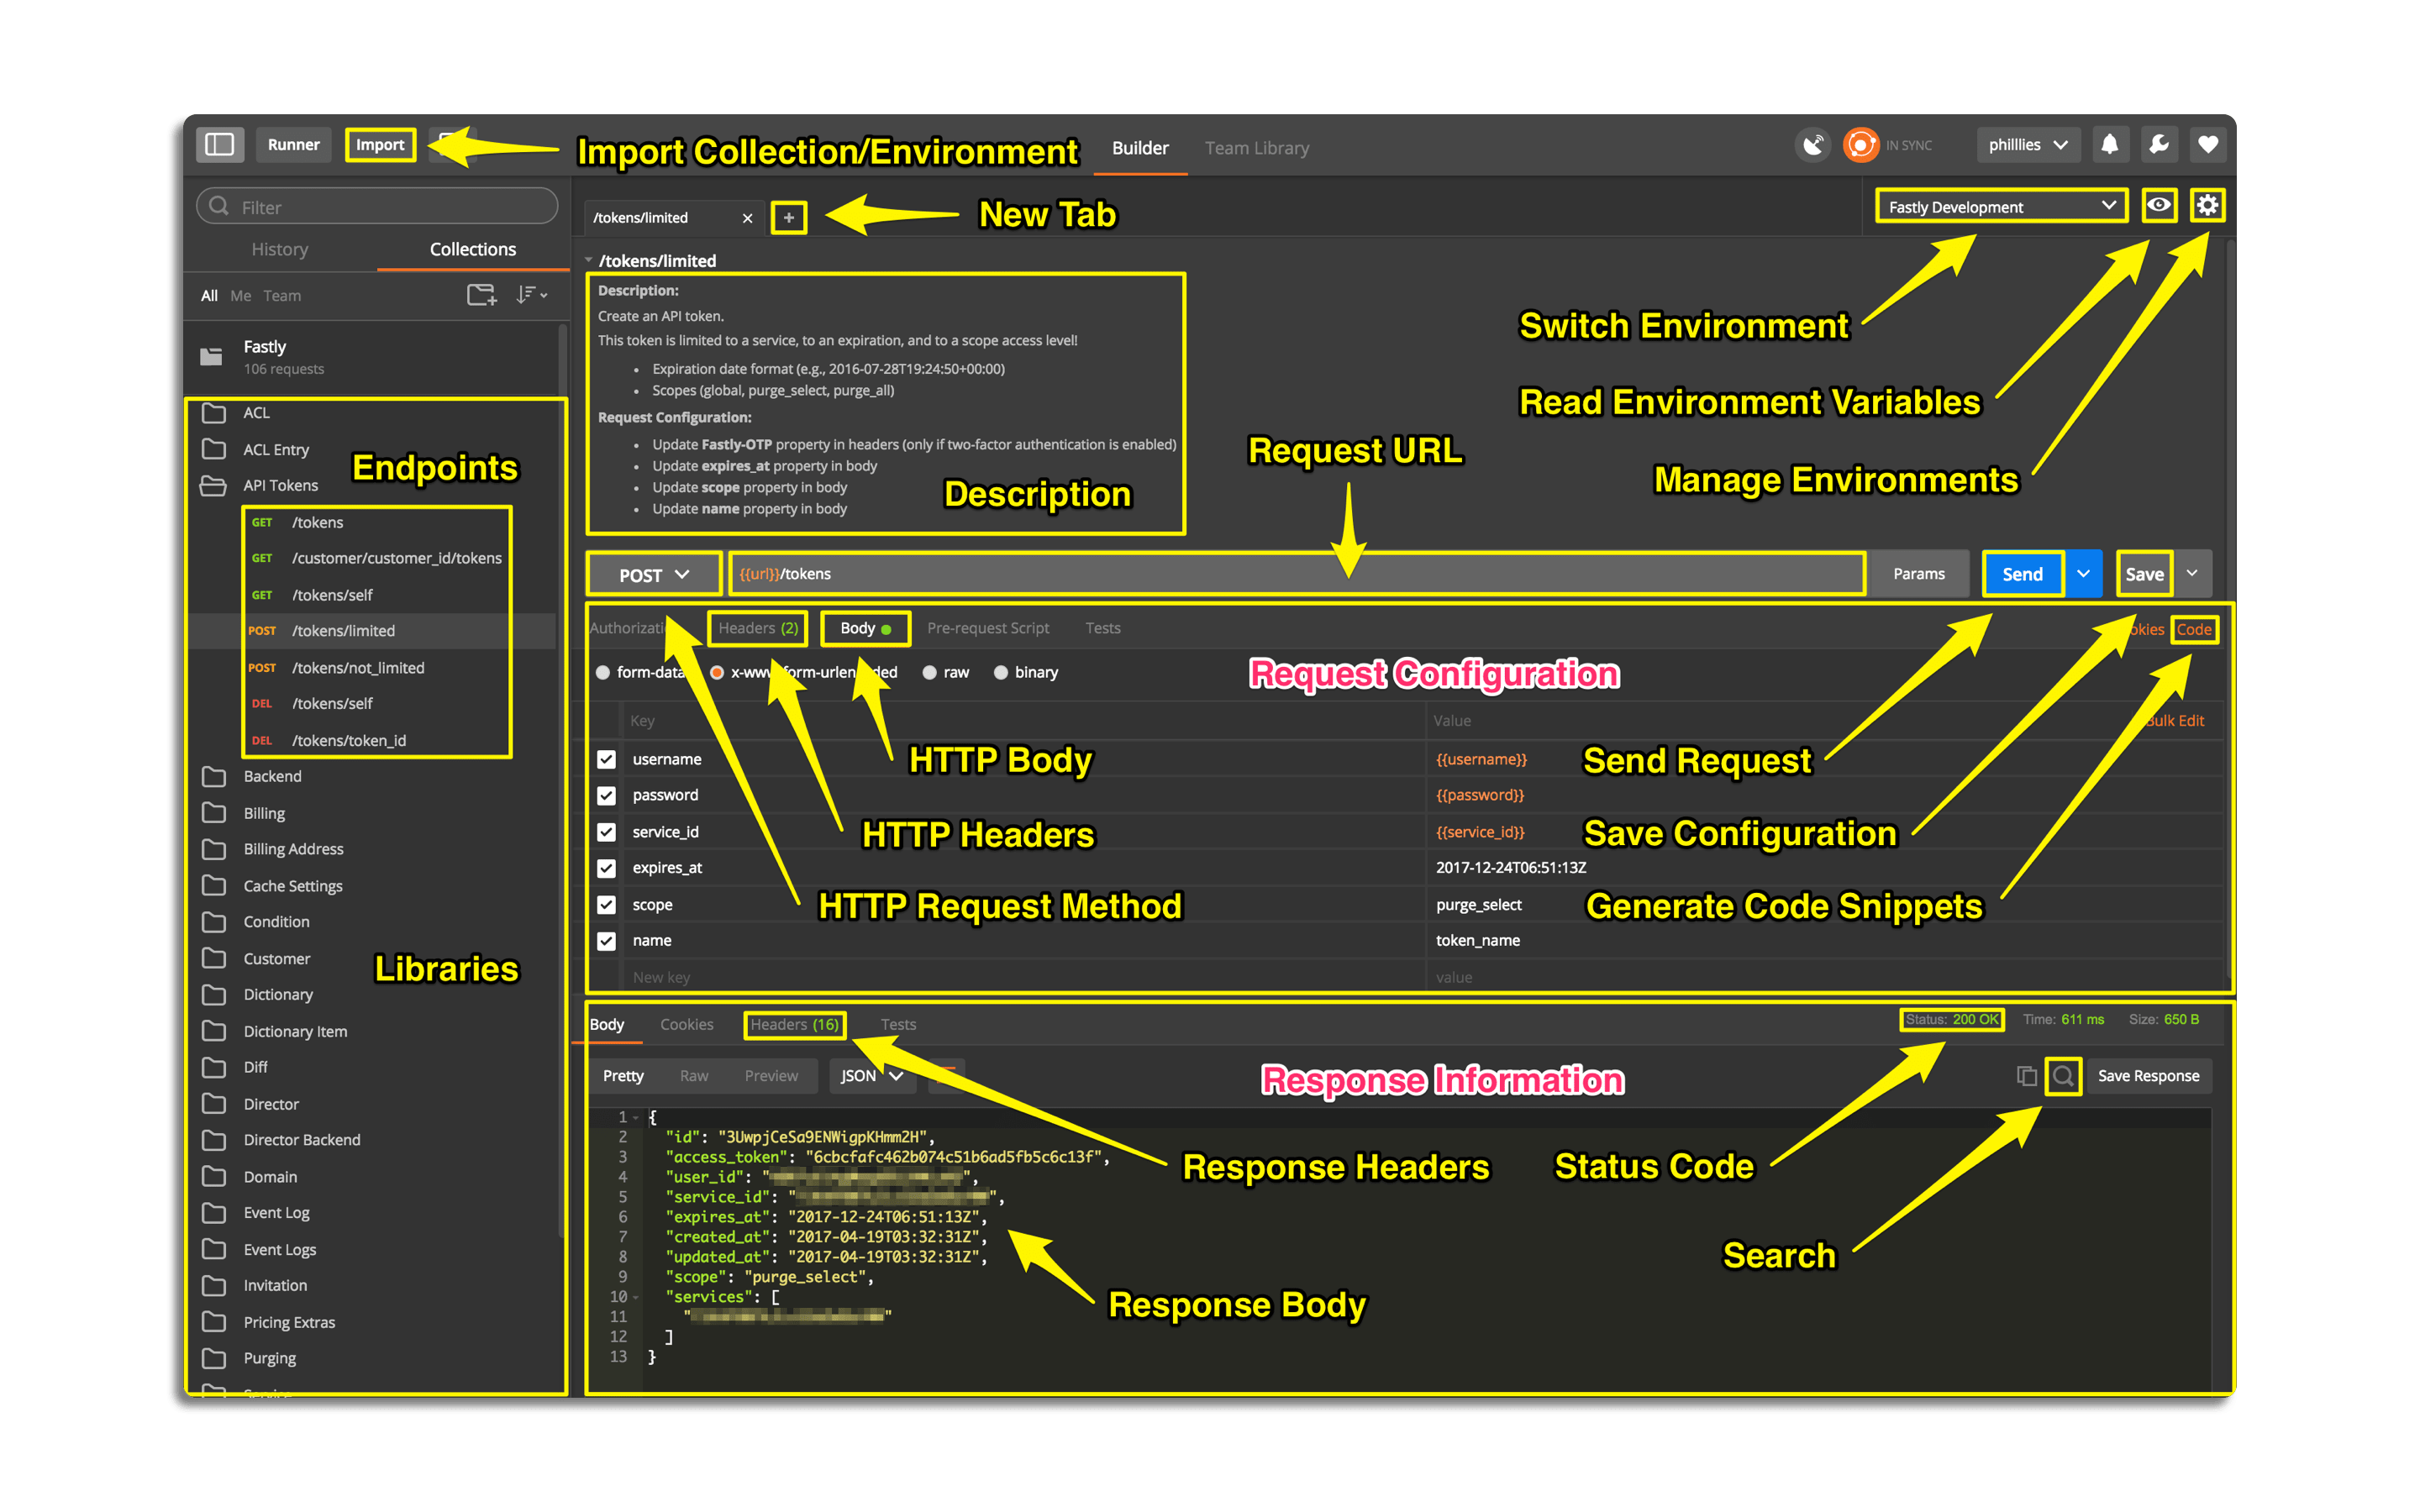 Runner
Import
Import Collection/Environment
Builder
Team Library
IN SYNC
philllies
Filter
History
Collections
All Me Team
Fastly
106 requests
ACL
ACL Entry
Endpoints
API Tokens
GET /tokens
GET /customer/customer_id/tokens
GET /tokens/self
POST /tokens/limited
POST /tokens/not_limited
DEL /tokens/self
DEL /tokens/token_id
Backend
Billing
Billing Address
Cache Settings
Condition
Customer
Libraries
Dictionary
Dictionary Item
Diff
Director
Director Backend
Domain
Event Log
Event Logs
Invitation
Pricing Extras
Purging
/tokens/limited
+
New Tab
Fastly Development
/tokens/limited
Description:
Create an API token.
This token is limited to a service, to an expiration, and to a scope access level!
• Expiration date format (e.g., 2016-07-28T19:24:50+00:00)
• Scopes (global, purge_select, purge_all)
Request Configuration:
• Update Fastly-OTP property in headers (only if two-factor authentication is enabled)
• Update expires_at property in body
• Update scope property in body
• Update name property in body
Description
Switch Environment
Read Environment Variables
Request URL
Manage Environments
POST
{{url}}/tokens
Params
Send
Save
Headers (2)
Body
Pre-request Script
Tests
Code
form-data
raw
binary
Request Configuration
Key
Value
Bulk Edit
username {{username}}
password {{password}}
service_id {{service_id}}
expires_at 2017-12-24T06:51:13Z
scope purge_select
name token_name
New key value
HTTP Body
HTTP Headers
HTTP Request Method
Send Request
Save Configuration
Generate Code Snippets
Body
Cookies
Headers (16)
Tests
Status: 200 OK
Time: 611 ms
Size: 650 B
Pretty
Raw
Preview
JSON
Response Information
Save Response
1 {
2 "id": "3UwpjCeSa9ENWigpKHmm2H",
3 "access_token": "6cbcfafc462b074c51b6ad5fb5c6c13f",
4 "user_id": "",
5 "service_id": "",
6 "expires_at": "2017-12-24T06:51:13Z",
7 "created_at": "2017-04-19T03:32:31Z",
8 "updated_at": "2017-04-19T03:32:31Z",
9 "scope": "purge_select",
10 "services": [
11 ""
12 ]
13 }
Response Headers
Status Code
Search
Response Body